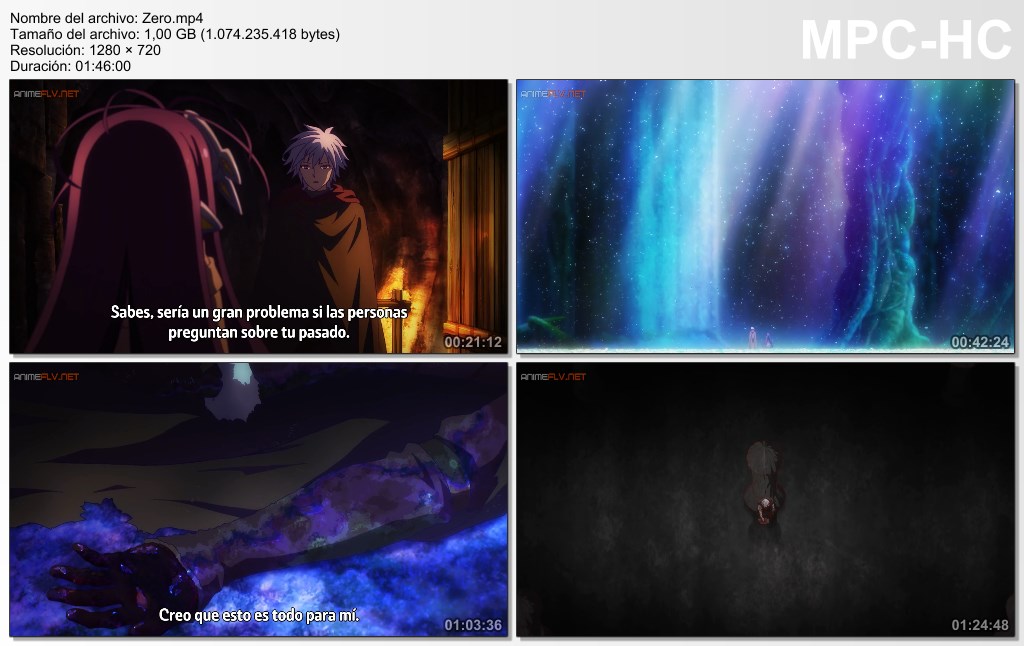 Nombre del archivo: Zero.mp4
Tamaño del archivo: 1,00 GB (1.074.235.418 bytes)
Resolución: 1280 × 720
Duración: 01:46:00
MPC-HC
ANIMEFLV.NET
Sabes, sería un gran problema si las personas
preguntan sobre tu pasado.
00:21:12
ANIMEFLV.NET
00:42:24
ANIMEFLV.NET
Creo que esto es todo para mí.
01:03:36
ANIMEFLV.NET
01:24:48